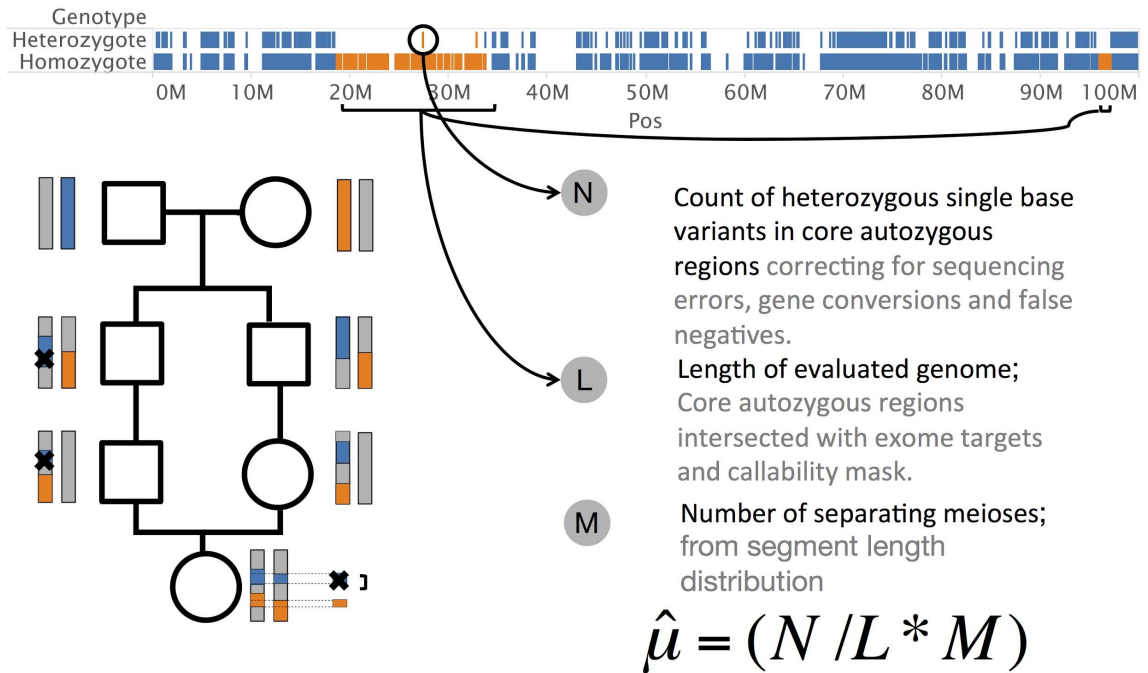 Genotype
Heterozygote
Homozygote
0M 10M 20M 30M 40M 50M 60M 70M 80M 90M 100M
Pos
N
Count of heterozygous single base
variants in core autozygous
regions correcting for sequencing
errors, gene conversions and false
negatives.
L
Length of evaluated genome;
Core autozygous regions
intersected with exome targets
and callability mask.
M
Number of separating meioses;
from segment length
distribution
μ̂ = (N /L * M)